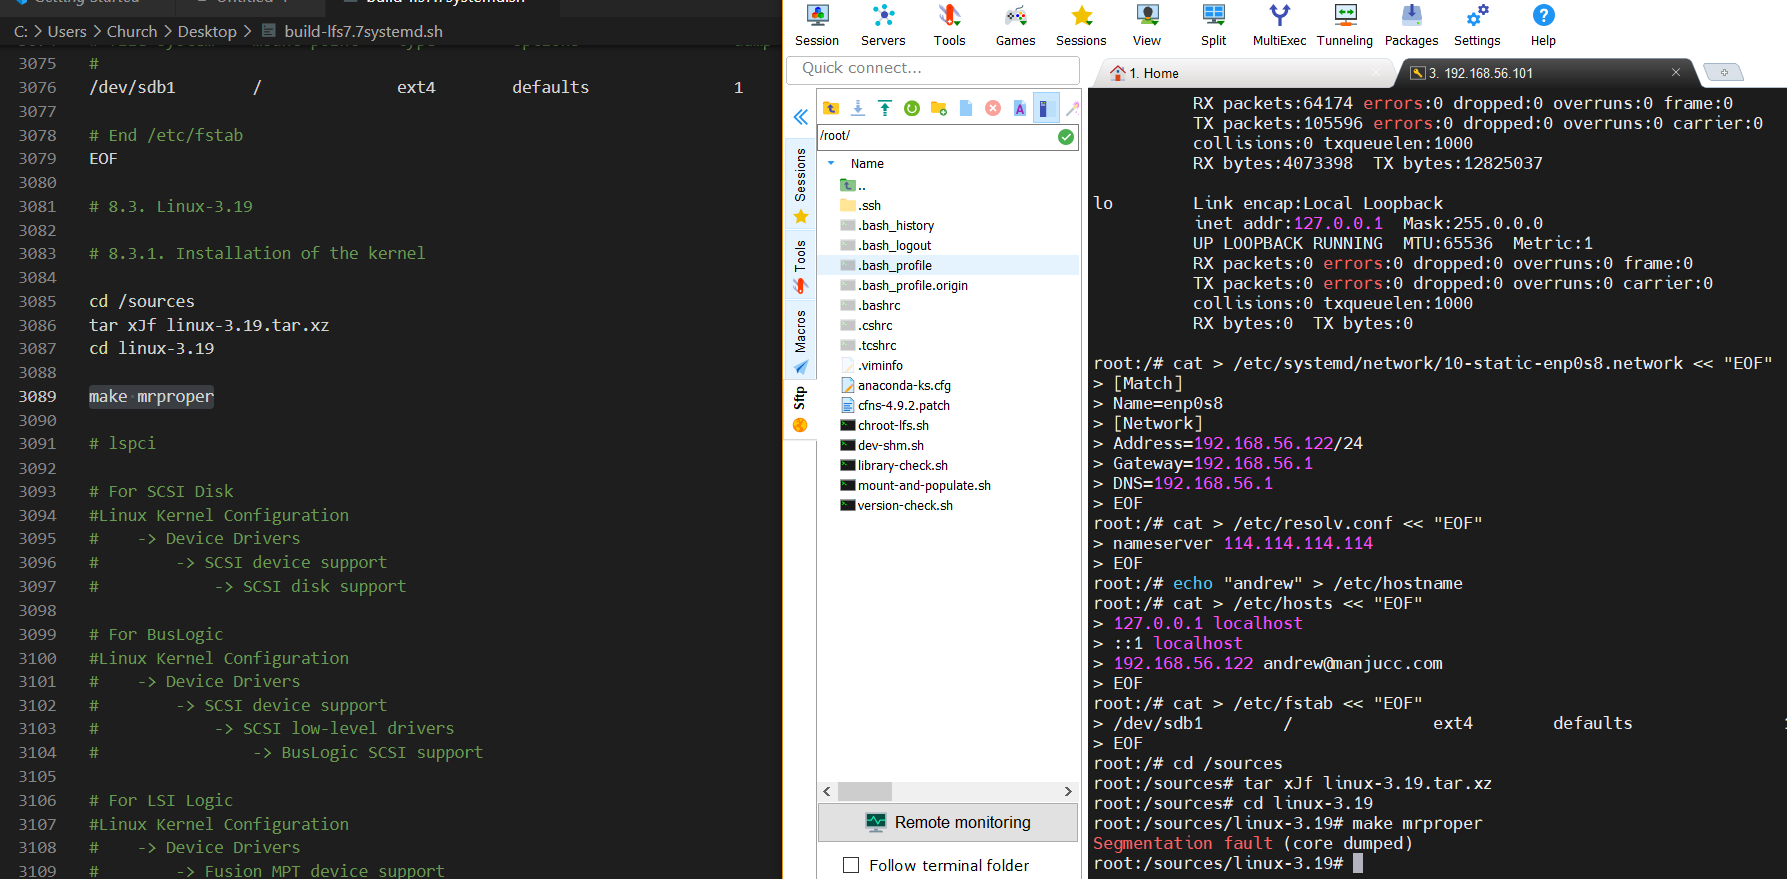 Getting Started
Untitled-1
build-lfs7.7systemd.sh
C: > Users > Church > Desktop > build-lfs7.7systemd.sh
3075 #
3076 /dev/sdb1 / ext4 defaults 1
3077
3078 # End /etc/fstab
3079 EOF
3080
3081 # 8.3. Linux-3.19
3082
3083 # 8.3.1. Installation of the kernel
3084
3085 cd /sources
3086 tar xJf linux-3.19.tar.xz
3087 cd linux-3.19
3088
3089 make mrproper
3090
3091 # lspci
3092
3093 # For SCSI Disk
3094 #Linux Kernel Configuration
3095 # -> Device Drivers
3096 # -> SCSI device support
3097 # -> SCSI disk support
3098
3099 # For BusLogic
3100 #Linux Kernel Configuration
3101 # -> Device Drivers
3102 # -> SCSI device support
3103 # -> SCSI low-level drivers
3104 # -> BusLogic SCSI support
3105
3106 # For LSI Logic
3107 #Linux Kernel Configuration
3108 # -> Device Drivers
3109 # -> Fusion MPT device support
Session Servers Tools Games Sessions View Split MultiExec Tunneling Packages Settings Help
Quick connect...
1. Home
3. 192.168.56.101
Sessions
Tools
Macros
Sftp
/root/
Name
..
.ssh
.bash_history
.bash_logout
.bash_profile
.bash_profile.origin
.bashrc
.cshrc
.tcshrc
.viminfo
anaconda-ks.cfg
cfns-4.9.2.patch
chroot-lfs.sh
dev-shm.sh
library-check.sh
mount-and-populate.sh
version-check.sh
Remote monitoring
Follow terminal folder
RX packets:64174 errors:0 dropped:0 overruns:0 frame:0
TX packets:105596 errors:0 dropped:0 overruns:0 carrier:0
collisions:0 txqueuelen:1000
RX bytes:4073398 TX bytes:12825037
lo Link encap:Local Loopback
inet addr:127.0.0.1 Mask:255.0.0.0
UP LOOPBACK RUNNING MTU:65536 Metric:1
RX packets:0 errors:0 dropped:0 overruns:0 frame:0
TX packets:0 errors:0 dropped:0 overruns:0 carrier:0
collisions:0 txqueuelen:1000
RX bytes:0 TX bytes:0
root:/# cat > /etc/systemd/network/10-static-enp0s8.network << "EOF"
> [Match]
> Name=enp0s8
> [Network]
> Address=192.168.56.122/24
> Gateway=192.168.56.1
> DNS=192.168.56.1
> EOF
root:/# cat > /etc/resolv.conf << "EOF"
> nameserver 114.114.114.114
> EOF
root:/# echo "andrew" > /etc/hostname
root:/# cat > /etc/hosts << "EOF"
> 127.0.0.1 localhost
> ::1 localhost
> 192.168.56.122 andrew@manjucc.com
> EOF
root:/# cat > /etc/fstab << "EOF"
> /dev/sdb1 / ext4 defaults
> EOF
root:/# cd /sources
root:/sources# tar xJf linux-3.19.tar.xz
root:/sources# cd linux-3.19
root:/sources/linux-3.19# make mrproper
Segmentation fault (core dumped)
root:/sources/linux-3.19#